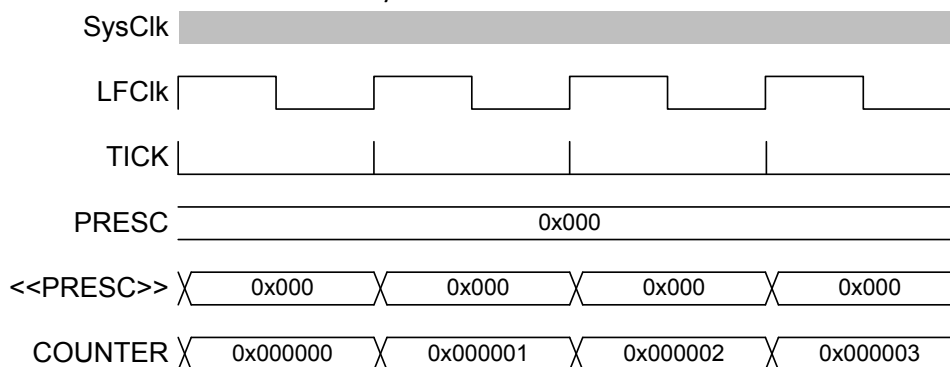 SysClk
LFClk
TICK
PRESC 0x000
<<PRESC>> 0x000 0x000 0x000 0x000
COUNTER 0x000000 0x000001 0x000002 0x000003